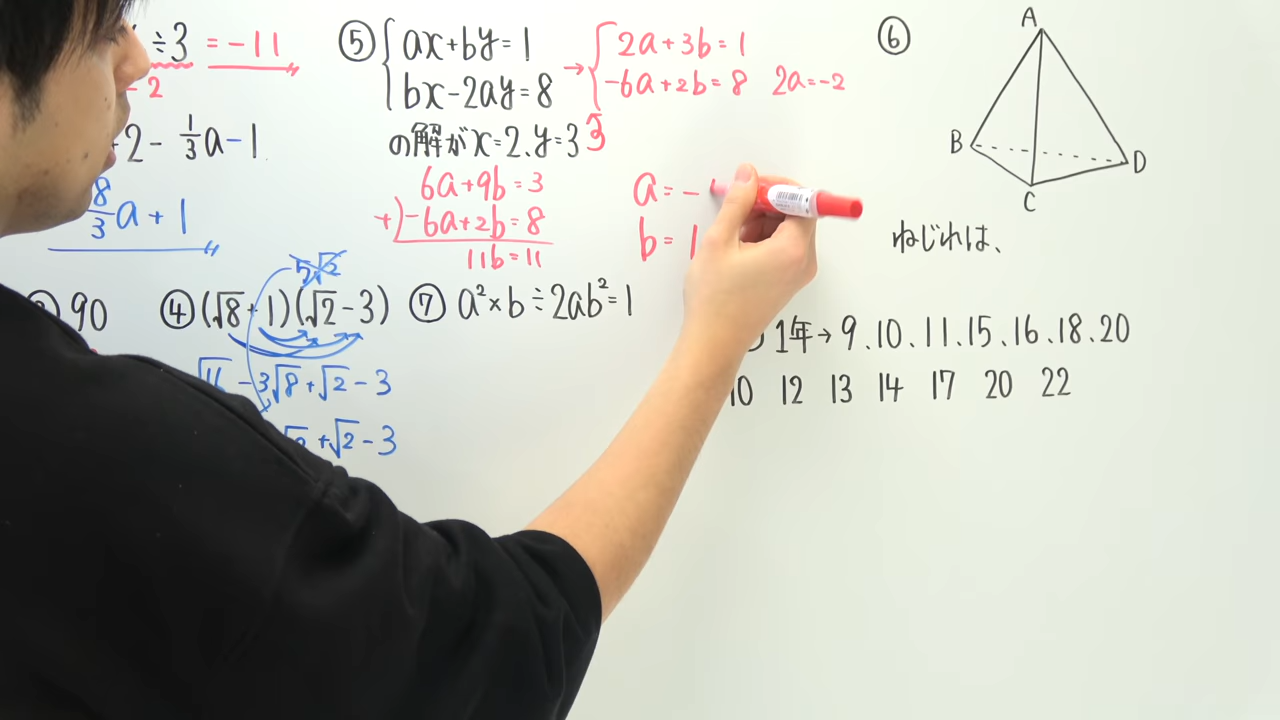 ÷3 = -11
-2
+2 - 1/3 a - 1
8/3 a + 1
90
④ (√8 + 1)(√2 - 3)
5√2
- 3√8 + √2 - 3
+ √2 - 3
⑤ { ax + by = 1
bx - 2ay = 8
の解が x=2、y=3
→ { 2a + 3b = 1
-6a + 2b = 8 2a = -2
3
6a + 9b = 3
+) -6a + 2b = 8
11b = 11
a = -
b = 1
⑦ a² × b ÷ 2ab² = 1
⑥
A
B
C
D
ねじれは、
1年 → 9、10、11、15、16、18、20
10 12 13 14 17 20 22